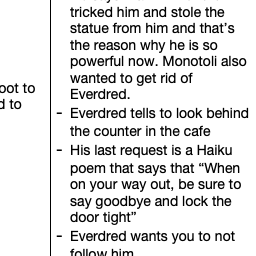 tricked him and stole the
statue from him and that's
the reason why he is so
powerful now. Monotoli also
wanted to get rid of
Everdred.
oot to
d to
- Everdred tells to look behind
the counter in the cafe
- His last request is a Haiku
poem that says that “When
on your way out, be sure to
say goodbye and lock the
door tight”
- Everdred wants you to not
follow him